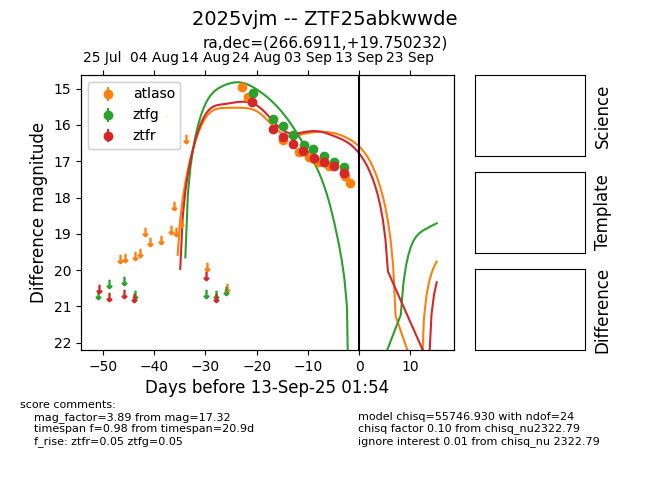 2025vjm -- ZTF25abkwwde
ra,dec=(266.6911,+19.750232)
25 Jul 04 Aug 14 Aug 24 Aug 03 Sep 13 Sep 23 Sep
atlaso
ztfg
ztfr
15
16
17
18
19
20
21
22
Difference magnitude
−50 −40 −30 −20 −10 0 10
Days before 13-Sep-25 01:54
Science
Template
Difference
score comments:
mag_factor=3.89 from mag=17.32
timespan f=0.98 from timespan=20.9d
f_rise: ztfr=0.05 ztfg=0.05
model chisq=55746.930 with ndof=24
chisq factor 0.10 from chisq_nu2322.79
ignore interest 0.01 from chisq_nu 2322.79